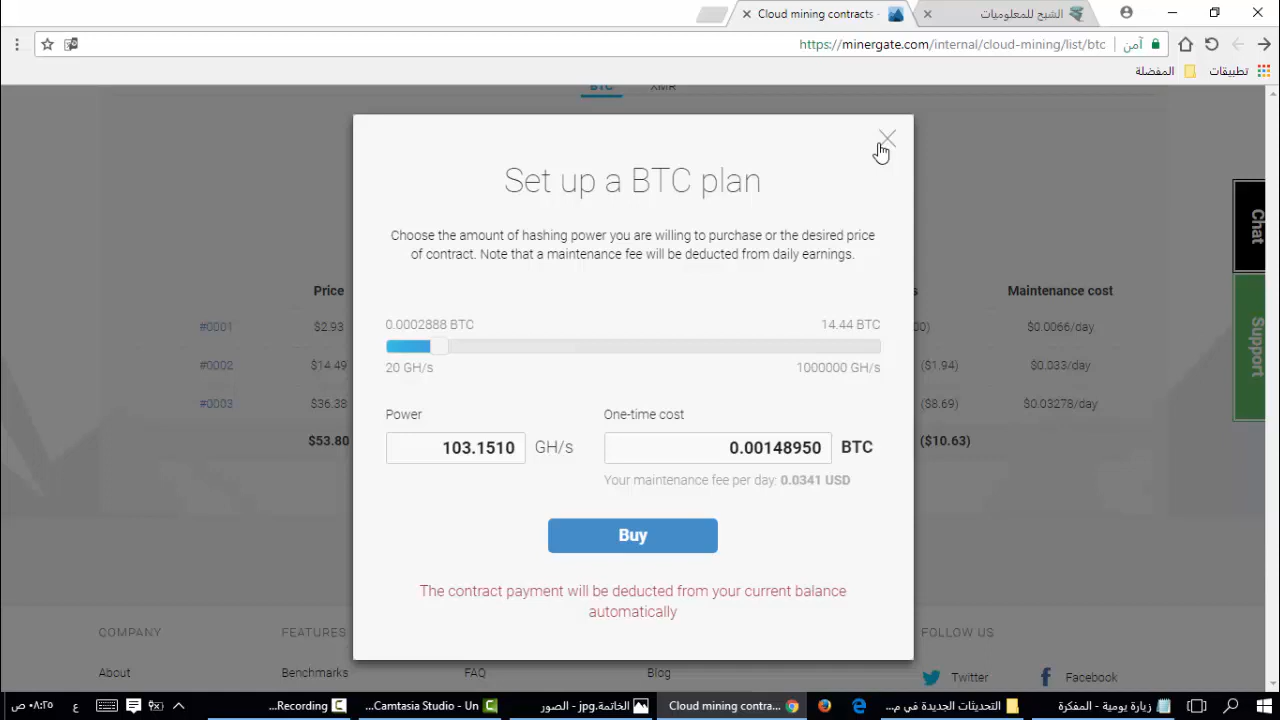 Cloud mining contracts -
الشبح للمعلوميات
https://minergate.com/internal/cloud-mining/list/btc
آمن
المفضلة
تطبيقات
BTC
XMR
Set up a BTC plan
Choose the amount of hashing power you are willing to purchase or the desired price
of contract. Note that a maintenance fee will be deducted from daily earnings.
Price
s
Maintenance cost
0.0002888 BTC
14.44 BTC
#0001
$2.93
00)
$0.0066/day
20 GH/s
1000000 GH/s
#0002
$14.49
($1.94)
$0.033/day
#0003
$36.38
($8.69)
$0.03278/day
Power
One-time cost
$53.80
($10.63)
103.1510
GH/s
0.00148950
BTC
Your maintenance fee per day: 0.0341 USD
Buy
The contract payment will be deducted from your current balance
automatically
Chat
Support
COMPANY
FEATURES
FOLLOW US
About
Benchmarks
FAQ
Blog
Twitter
Facebook
٠٨:٢٥ ص
ع
Recording...
Camtasia Studio - Un...
الخاتمة.jpg - الصور
Cloud mining contra...
التحديثات الجديدة في م...
زيارة يومية - المفكرة